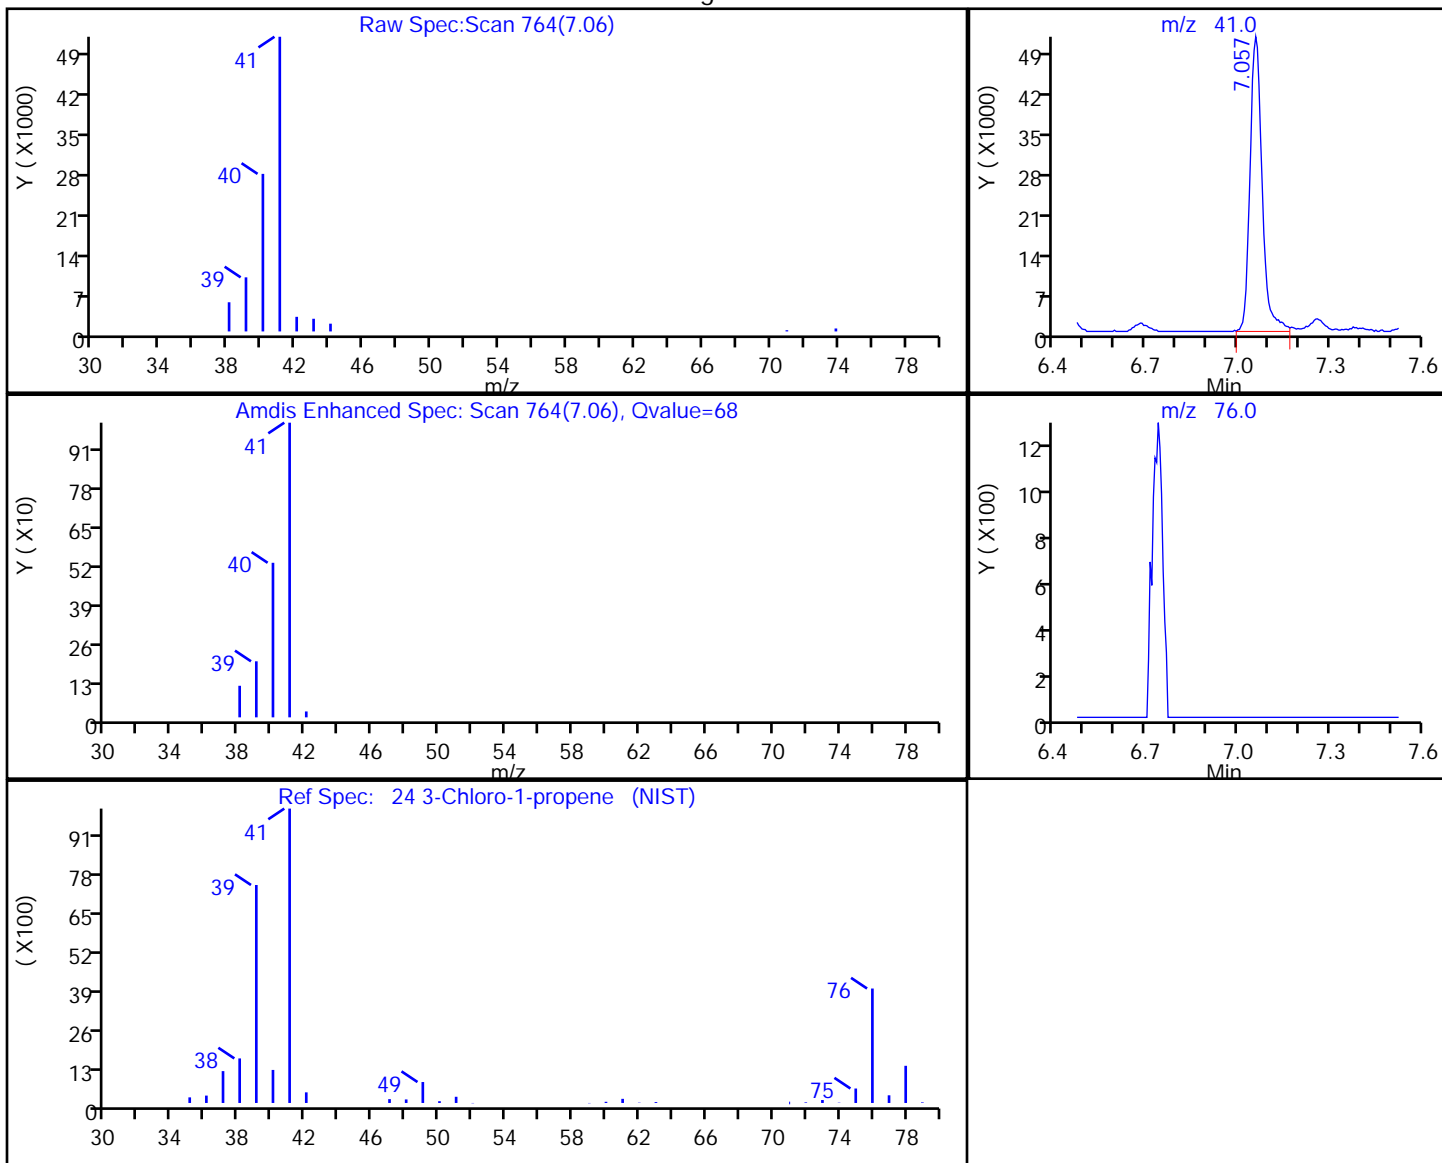 Raw Spec:Scan 764(7.06)
Y ( X1000)
49
42
35
28
21
14
7
0
41
40
39
30 34 38 42 46 50 54 58 62 66 70 74 78
m/z
m/z 41.0
Y ( X1000)
49
42
35
28
21
14
7
0
7.057
6.4 6.7 7.0 7.3 7.6
Min
Amdis Enhanced Spec: Scan 764(7.06), Qvalue=68
Y ( X10)
91
78
65
52
39
26
13
0
41
40
39
30 34 38 42 46 50 54 58 62 66 70 74 78
m/z
m/z 76.0
Y ( X100)
12
10
8
6
4
2
0
6.4 6.7 7.0 7.3 7.6
Min
Ref Spec: 24 3-Chloro-1-propene (NIST)
( X100)
91
78
65
52
39
26
13
0
41
39
38
49
76
75
30 34 38 42 46 50 54 58 62 66 70 74 78